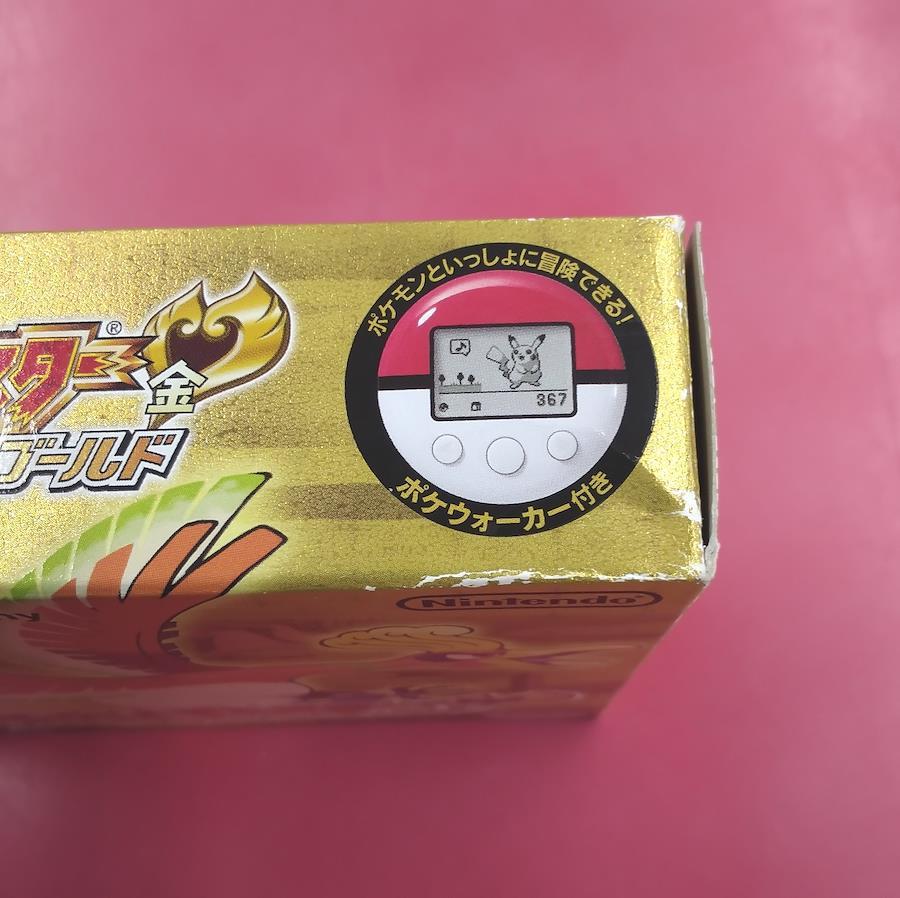 スター®
金
ゴールド
ポケモンといっしょに冒険できる!
367
ポケウォーカー付き
ny
Nintendo®